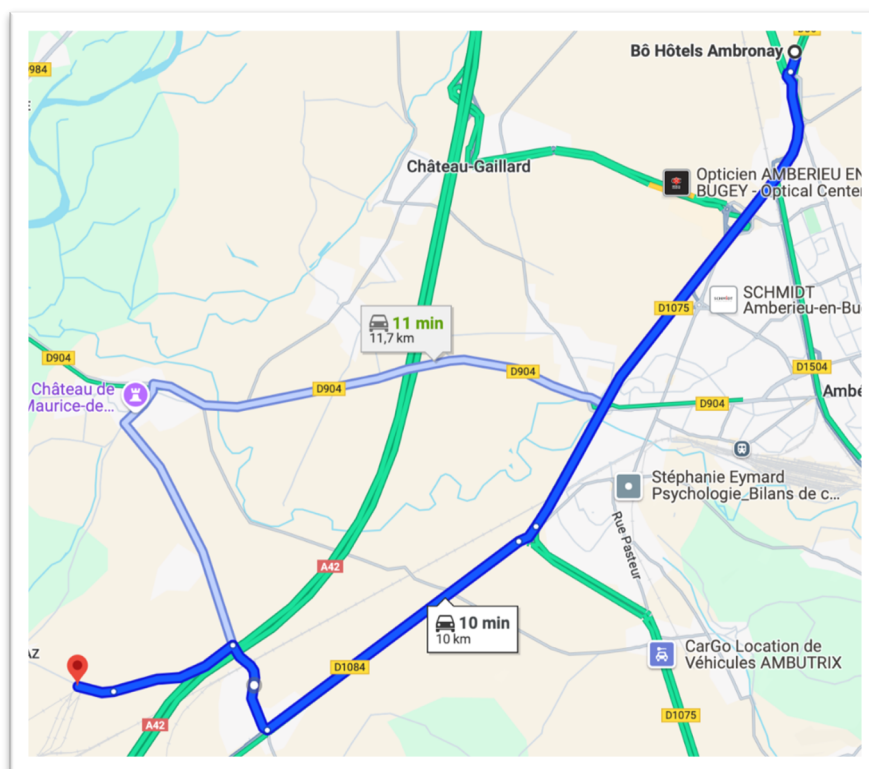 Bô Hôtels Ambronay
D984
Château-Gaillard
Opticien AMBERIEU EN
BUGEY - Optical Center
SCHMIDT
Amberieu-en-Bu
D1075
11 min
11,7 km
D904
D904
D904
D1504
Château de
Maurice-de...
D904
Ambé
Stéphanie Eymard
Psychologie_Bilans de c...
Rue Pasteur
A42
10 min
10 km
CarGo Location de
Véhicules AMBUTRIX
AZ
D1084
A42
D1075